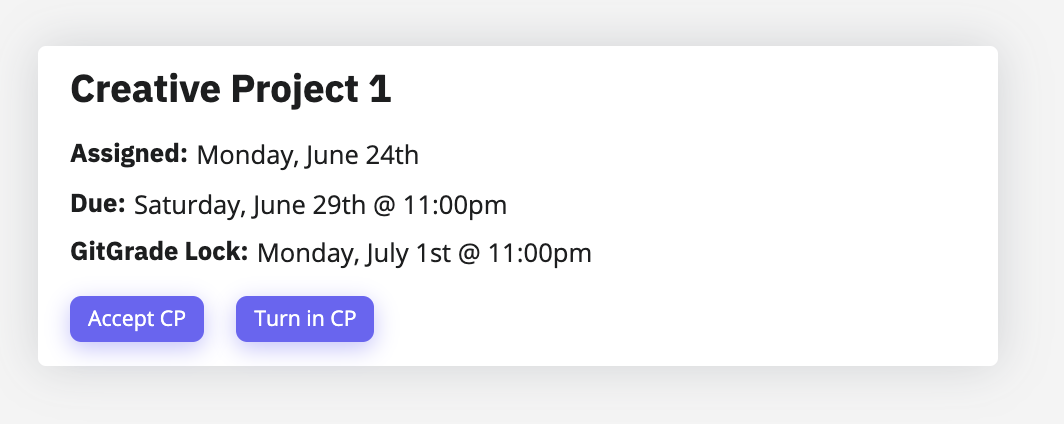 Creative Project 1
Assigned: Monday, June 24th
Due: Saturday, June 29th @ 11:00pm
GitGrade Lock: Monday, July 1st @ 11:00pm
Accept CP Turn in CP